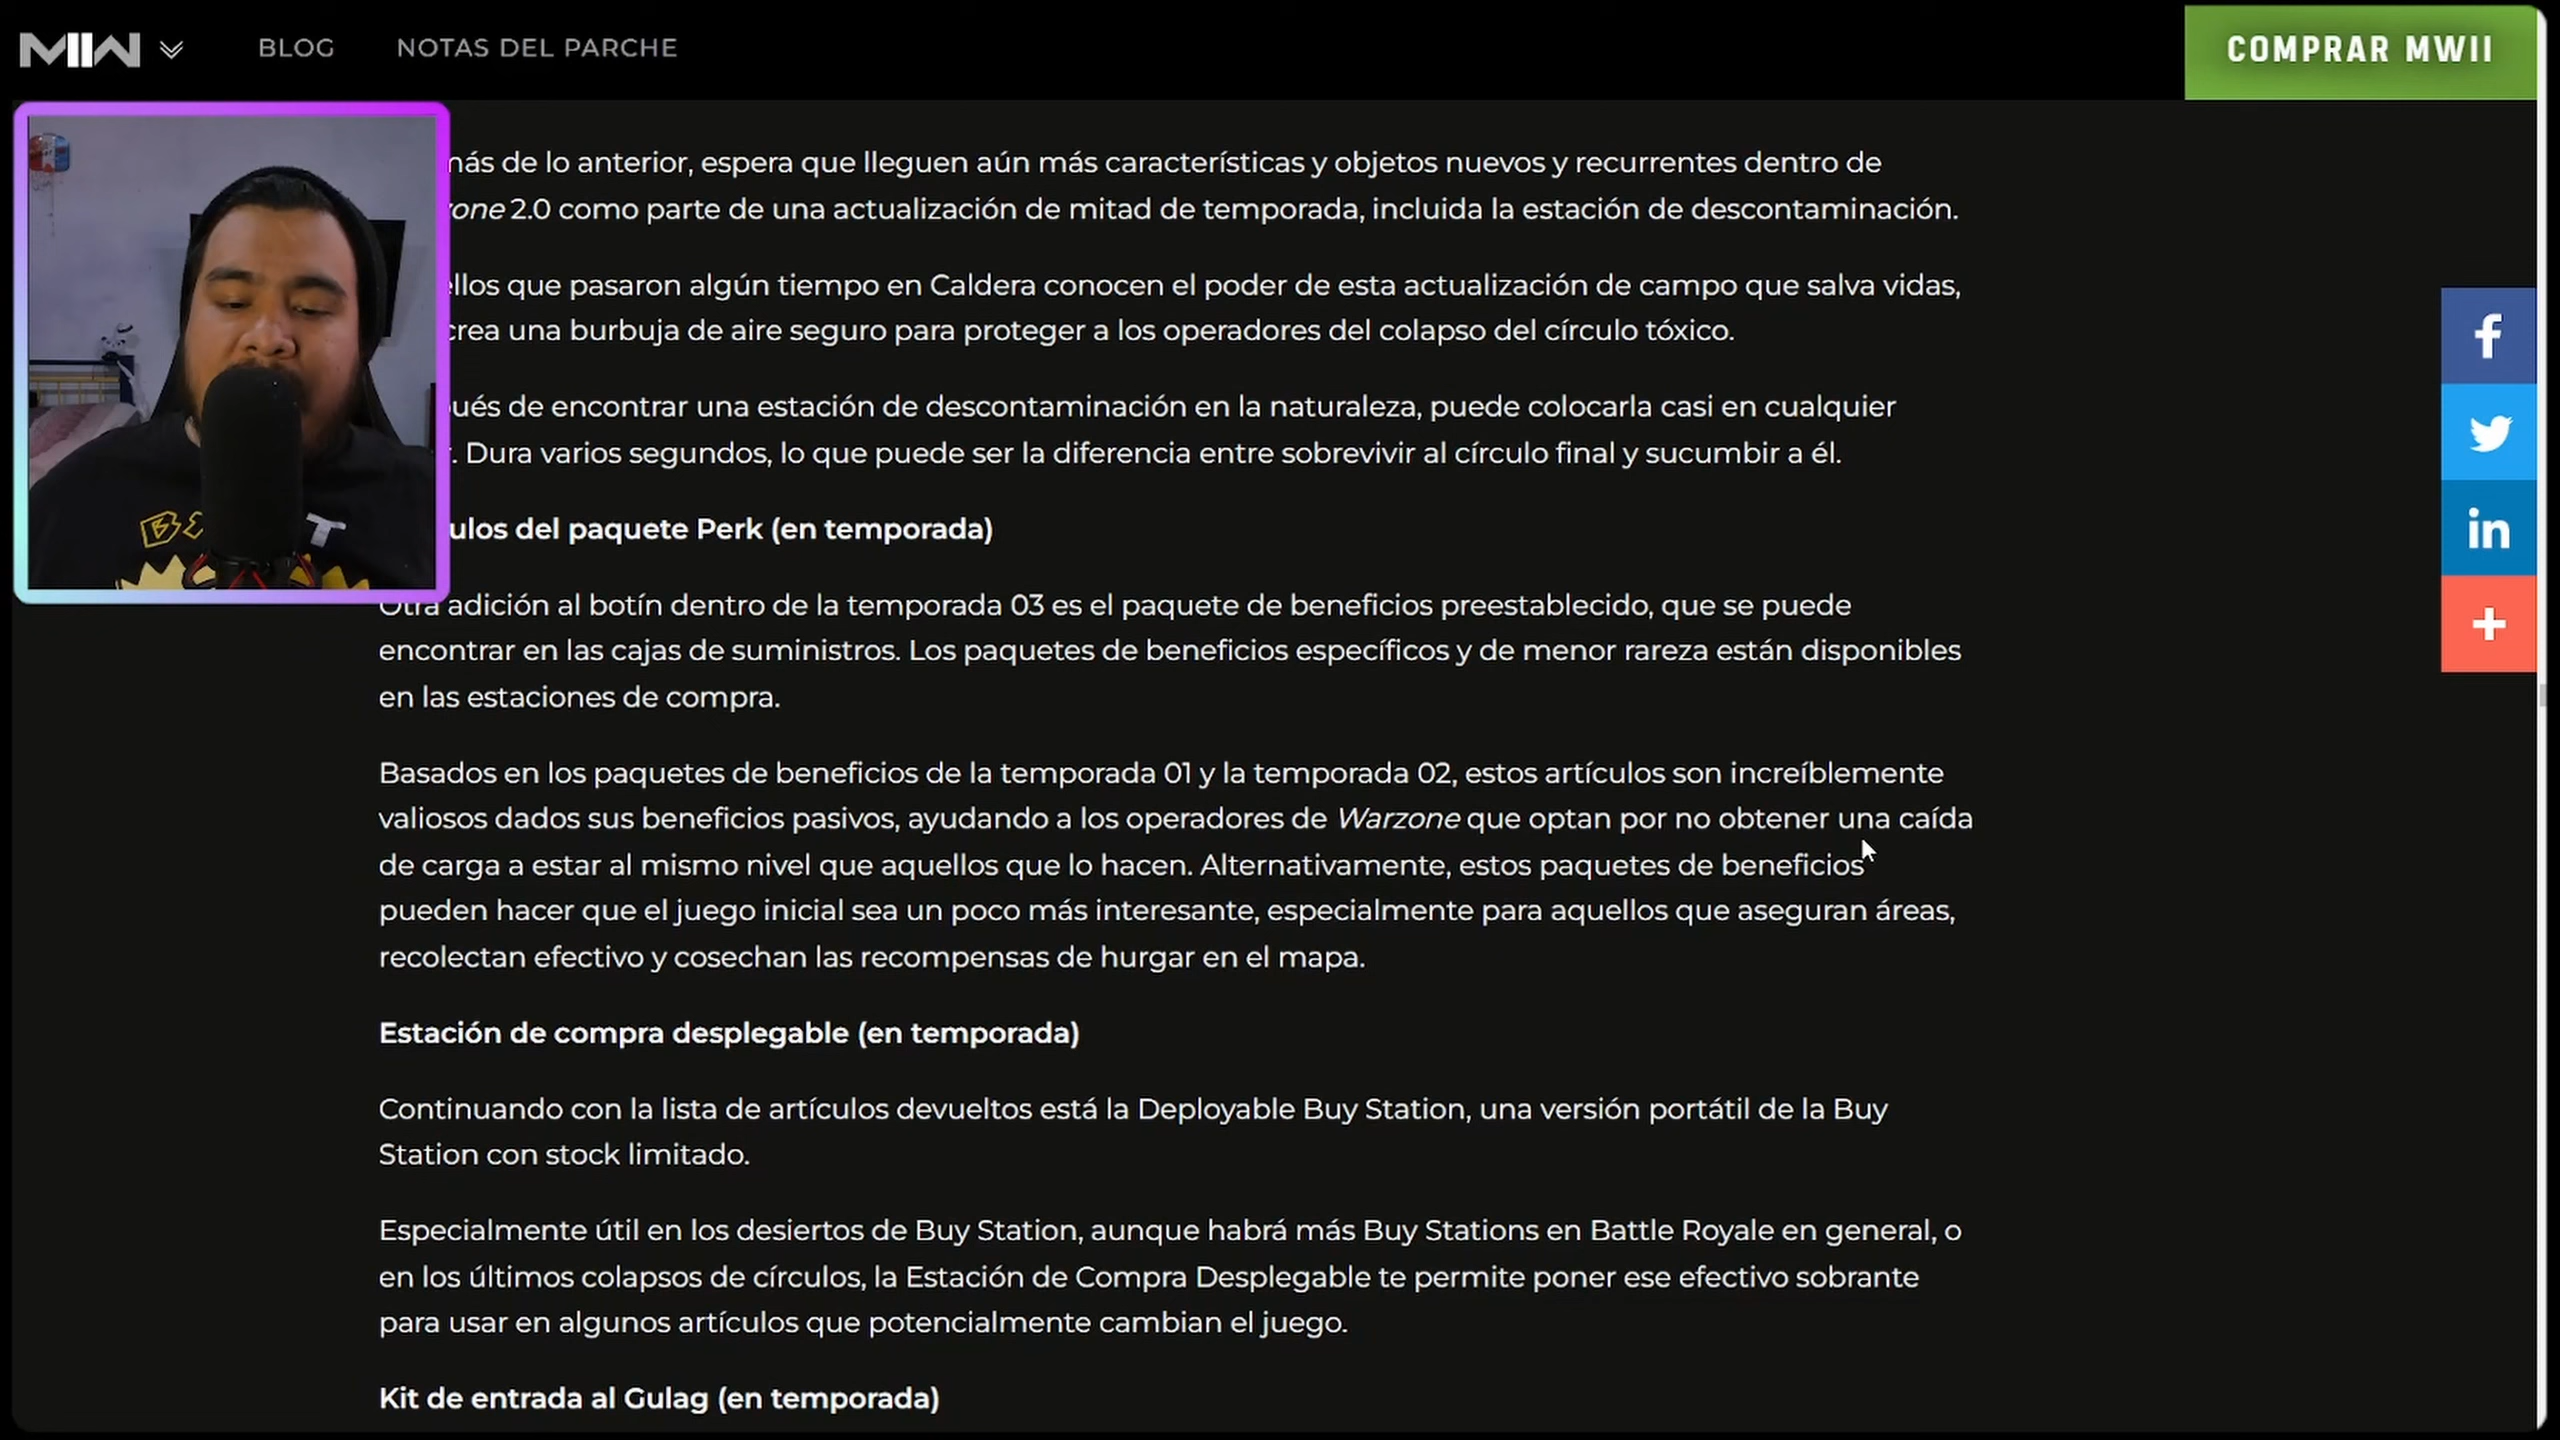 MIIW BLOG NOTAS DEL PARCHE COMPRAR MWII
más de lo anterior, espera que lleguen aún más características y objetos nuevos y recurrentes dentro de
zone 2.0 como parte de una actualización de mitad de temporada, incluida la estación de descontaminación.
ellos que pasaron algún tiempo en Caldera conocen el poder de esta actualización de campo que salva vidas,
crea una burbuja de aire seguro para proteger a los operadores del colapso del círculo tóxico.
ués de encontrar una estación de descontaminación en la naturaleza, puede colocarla casi en cualquier
. Dura varios segundos, lo que puede ser la diferencia entre sobrevivir al círculo final y sucumbir a él.
ulos del paquete Perk (en temporada)
Otra adición al botín dentro de la temporada 03 es el paquete de beneficios preestablecido, que se puede
encontrar en las cajas de suministros. Los paquetes de beneficios específicos y de menor rareza están disponibles
en las estaciones de compra.
Basados en los paquetes de beneficios de la temporada 01 y la temporada 02, estos artículos son increíblemente
valiosos dados sus beneficios pasivos, ayudando a los operadores de Warzone que optan por no obtener una caída
de carga a estar al mismo nivel que aquellos que lo hacen. Alternativamente, estos paquetes de beneficios
pueden hacer que el juego inicial sea un poco más interesante, especialmente para aquellos que aseguran áreas,
recolectan efectivo y cosechan las recompensas de hurgar en el mapa.
Estación de compra desplegable (en temporada)
Continuando con la lista de artículos devueltos está la Deployable Buy Station, una versión portátil de la Buy
Station con stock limitado.
Especialmente útil en los desiertos de Buy Station, aunque habrá más Buy Stations en Battle Royale en general, o
en los últimos colapsos de círculos, la Estación de Compra Desplegable te permite poner ese efectivo sobrante
para usar en algunos artículos que potencialmente cambian el juego.
Kit de entrada al Gulag (en temporada)